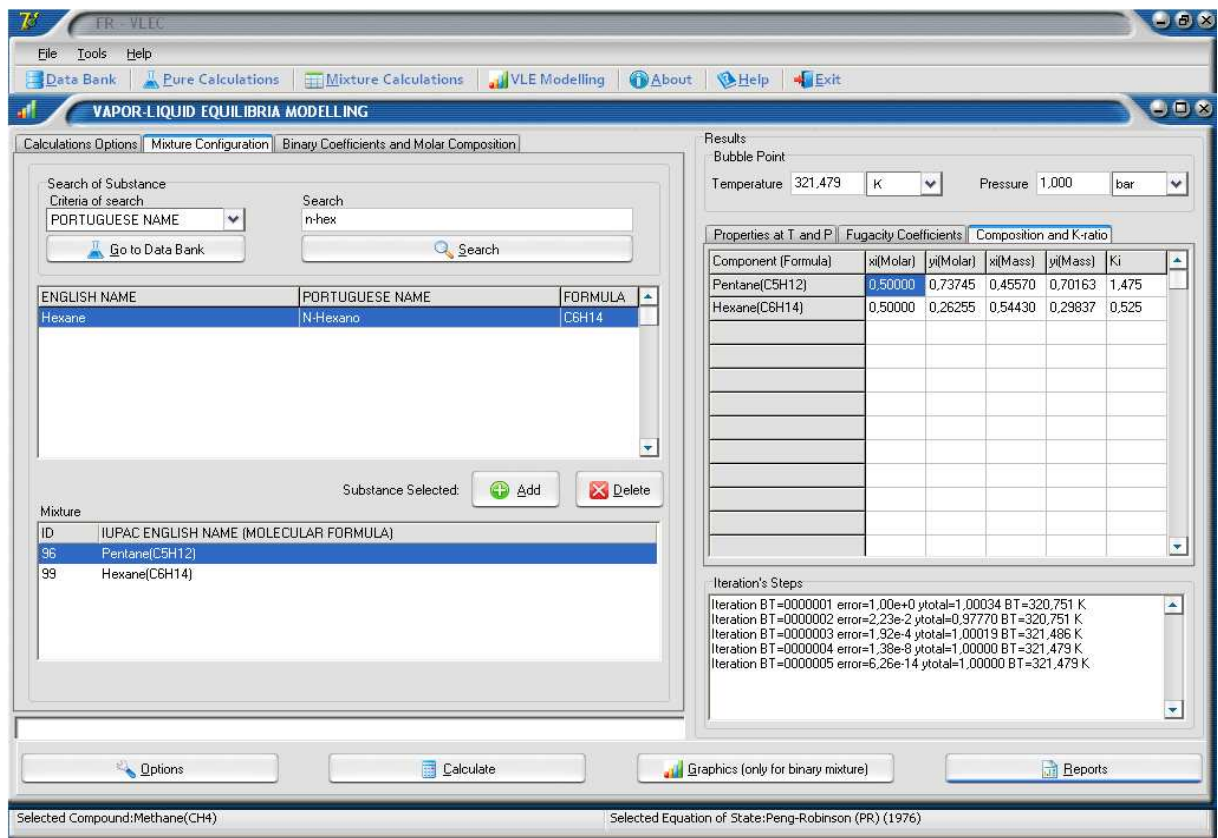 FR - VLEC
File Tools Help
Data Bank Pure Calculations Mixture Calculations VLE Modelling About Help Exit
VAPOR-LIQUID EQUILIBRIA MODELLING
Calculations Options Mixture Configuration Binary Coefficients and Molar Composition
Search of Substance
Criteria of search Search
PORTUGUESE NAME n-hex
Go to Data Bank Search
ENGLISH NAME PORTUGUESE NAME FORMULA
Hexane N-Hexano C6H14
Substance Selected: Add Delete
Mixture
ID IUPAC ENGLISH NAME (MOLECULAR FORMULA)
96 Pentane(C5H12)
99 Hexane(C6H14)
Results
Bubble Point
Temperature 321,479 K Pressure 1,000 bar
Properties at T and P Fugacity Coefficients Composition and K-ratio
Component (Formula) xi(Molar) yi(Molar) xi(Mass) yi(Mass) Ki
Pentane(C5H12) 0,50000 0,73745 0,45570 0,70163 1,475
Hexane(C6H14) 0,50000 0,26255 0,54430 0,29837 0,525
Iteration's Steps
Iteration BT=0000001 error=1,00e+0 ytotal=1,00034 BT=320,751 K
Iteration BT=0000002 error=2,23e-2 ytotal=0,97770 BT=320,751 K
Iteration BT=0000003 error=1,92e-4 ytotal=1,00019 BT=321,486 K
Iteration BT=0000004 error=1,38e-8 ytotal=1,00000 BT=321,479 K
Iteration BT=0000005 error=6,26e-14 ytotal=1,00000 BT=321,479 K
Options Calculate Graphics (only for binary mixture) Reports
Selected Compound:Methane(CH4) Selected Equation of State:Peng-Robinson (PR) (1976)